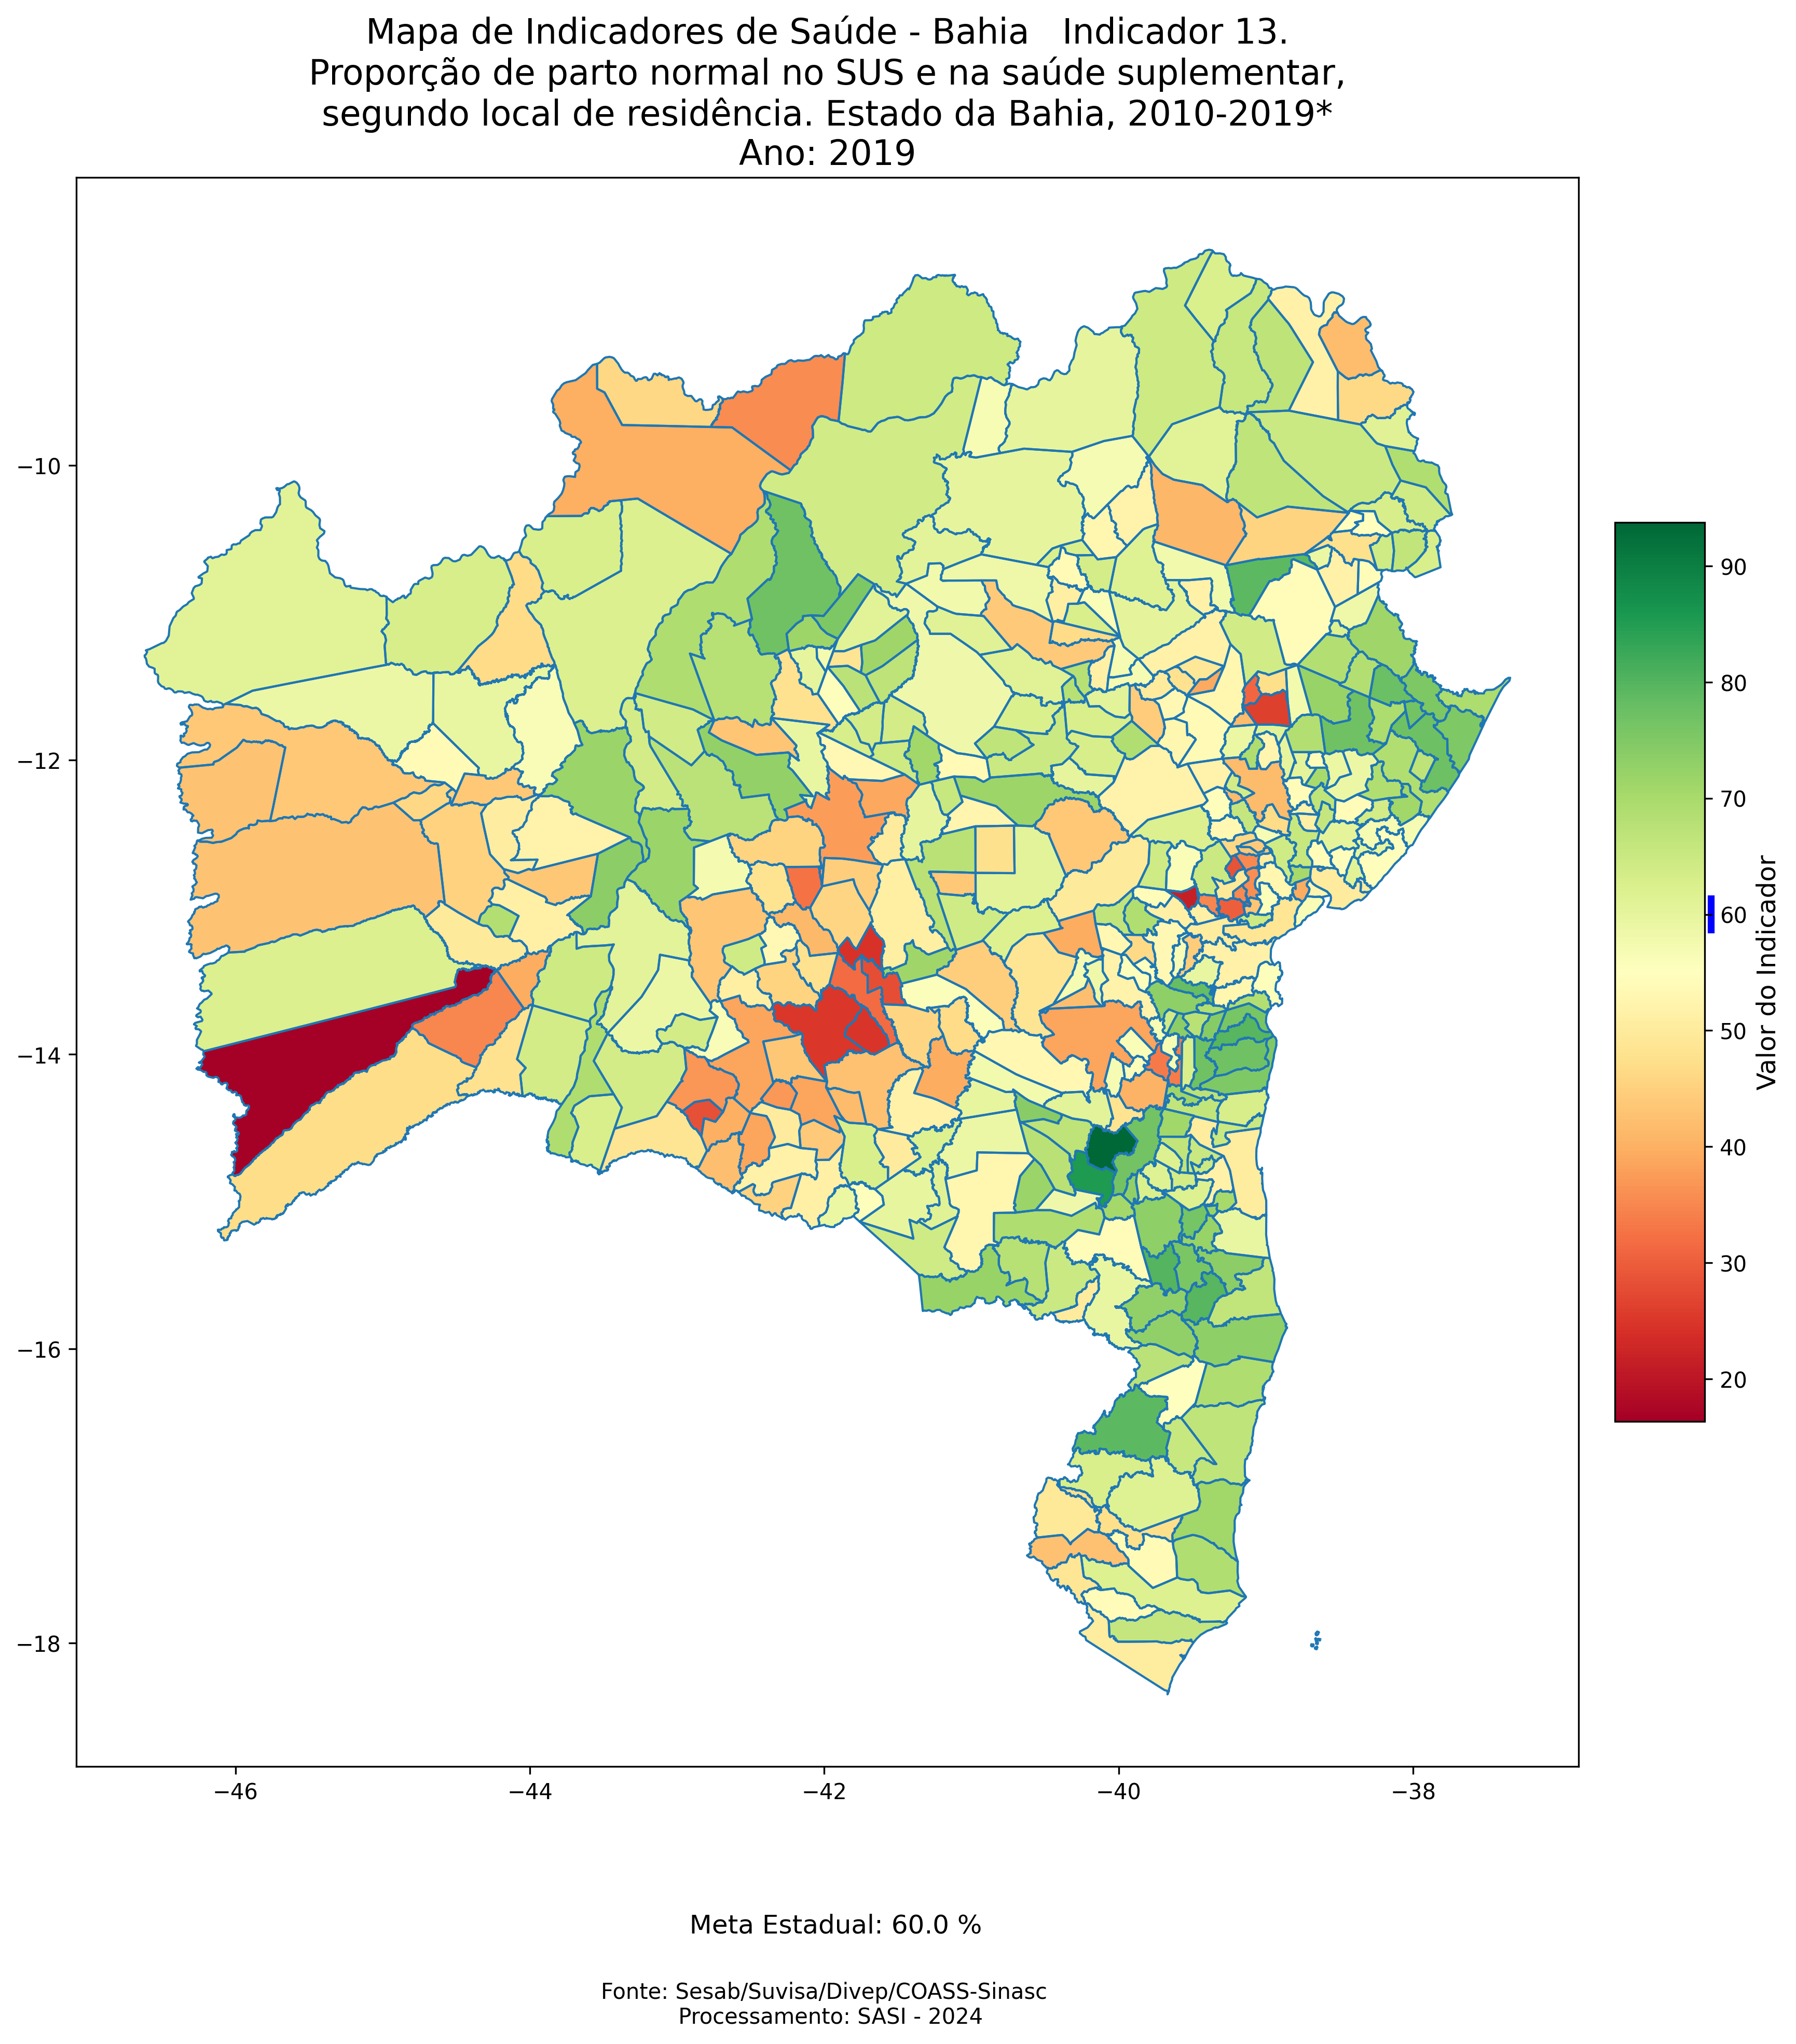 Mapa de Indicadores de Saúde - Bahia   Indicador 13.
Proporção de parto normal no SUS e na saúde suplementar,
segundo local de residência. Estado da Bahia, 2010-2019*
Ano: 2019
−10
−12
−14
−16
−18
−46
−44
−42
−40
−38
90
80
70
60
50
40
30
20
Valor do Indicador
Meta Estadual: 60.0 %
Fonte: Sesab/Suvisa/Divep/COASS-Sinasc
Processamento: SASI - 2024